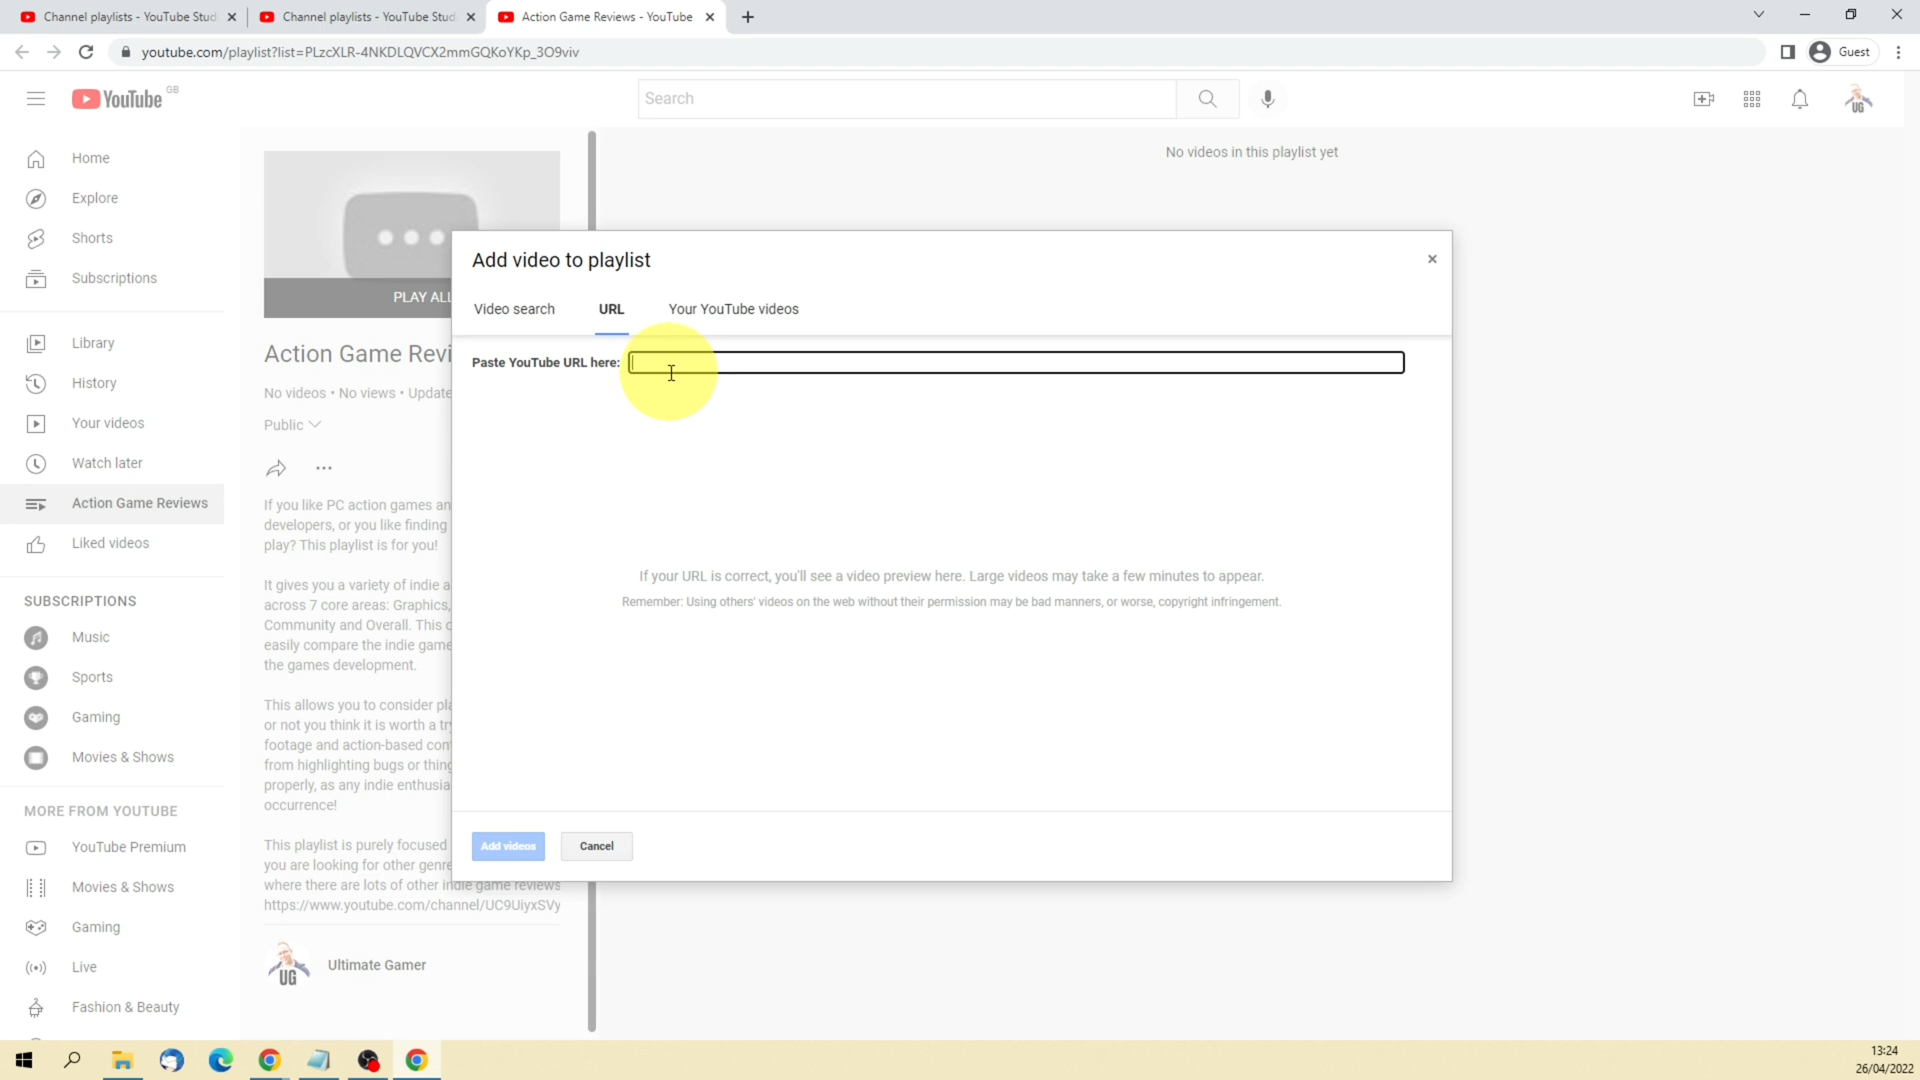 Channel playlists - YouTube Stud
Channel playlists - YouTube Stud
Action Game Reviews - YouTube
youtube.com/playlist?list=PLzcXLR-4NKDLQVCX2mmGQKoYKp_3O9viv
Guest
YouTube GB
Search
UG
Home
Explore
Shorts
Subscriptions
Library
History
Your videos
Watch later
Action Game Reviews
Liked videos
SUBSCRIPTIONS
Music
Sports
Gaming
Movies & Shows
MORE FROM YOUTUBE
YouTube Premium
Movies & Shows
Gaming
Live
Fashion & Beauty
PLAY ALL
Action Game Revi
No videos • No views • Update
Public
If you like PC action games an
developers, or you like finding
play? This playlist is for you!
It gives you a variety of indie a
across 7 core areas: Graphics,
Community and Overall. This c
easily compare the indie game
the games development.
This allows you to consider pla
or not you think it is worth a tr
footage and action-based con
from highlighting bugs or thing
properly, as any indie enthusia
occurrence!
This playlist is purely focused
you are looking for other genre
where there are lots of other indie game reviews
https://www.youtube.com/channel/UC9UiyxSVy
UG
Ultimate Gamer
No videos in this playlist yet
Add video to playlist
Video search
URL
Your YouTube videos
Paste YouTube URL here:
If your URL is correct, you'll see a video preview here. Large videos may take a few minutes to appear.
Remember: Using others' videos on the web without their permission may be bad manners, or worse, copyright infringement.
Add videos
Cancel
13:24
26/04/2022